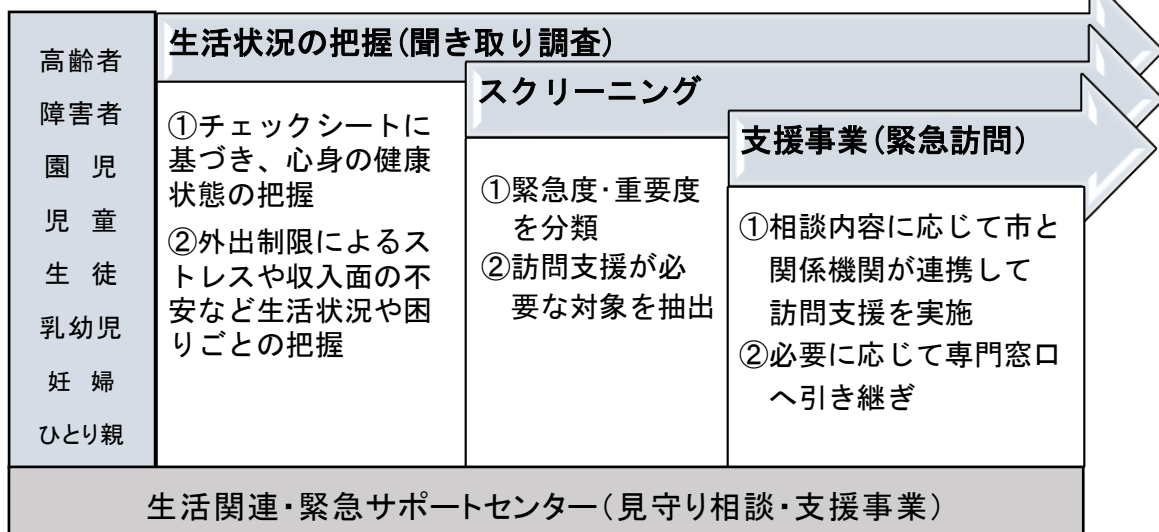 高齢者
障害者
園 児
児 童
生 徒
乳幼児
妊 婦
ひとり親
生活状況の把握(聞き取り調査)
①チェックシートに
基づき、心身の健康
状態の把握
②外出制限によるス
トレスや収入面の不
安など生活状況や困
りごとの把握
スクリーニング
①緊急度・重要度
を分類
②訪問支援が必
要な対象を抽出
支援事業(緊急訪問)
①相談内容に応じて市と
関係機関が連携して
訪問支援を実施
②必要に応じて専門窓口
へ引き継ぎ
生活関連・緊急サポートセンター(見守り相談・支援事業)